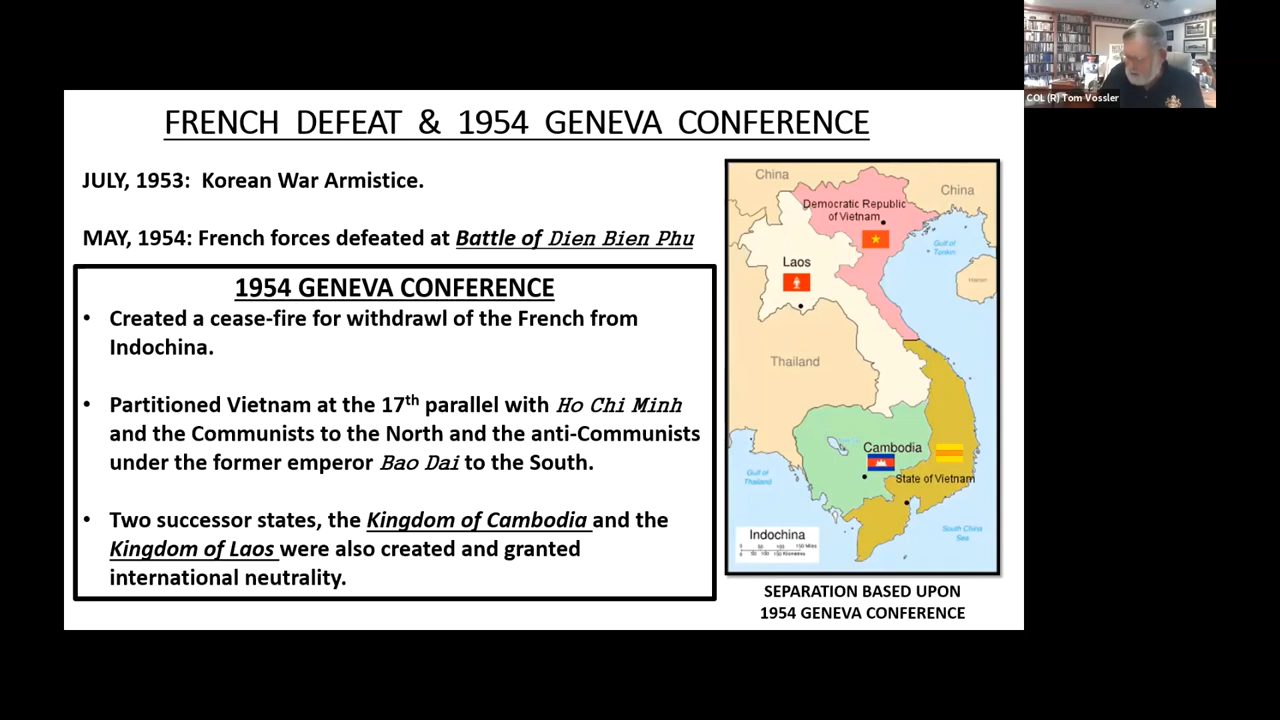 COL (R) Tom Vossler
FRENCH DEFEAT & 1954 GENEVA CONFERENCE
JULY, 1953: Korean War Armistice.
MAY, 1954: French forces defeated at Battle of Dien Bien Phu
1954 GENEVA CONFERENCE
• Created a cease-fire for withdrawl of the French from
Indochina.
• Partitioned Vietnam at the 17th parallel with Ho Chi Minh
and the Communists to the North and the anti-Communists
under the former emperor Bao Dai to the South.
• Two successor states, the Kingdom of Cambodia and the
Kingdom of Laos were also created and granted
international neutrality.
China
China
Democratic Republic
of Vietnam
Gulf of
Tonkin
Laos
Hainan
Thailand
Cambodia
State of Vietnam
Gulf of
Thailand
South China
Sea
Indochina
SEPARATION BASED UPON
1954 GENEVA CONFERENCE